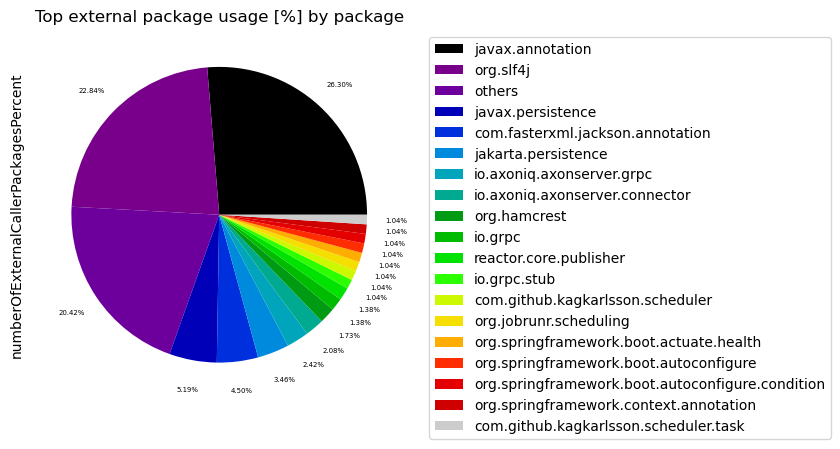 Top external package usage [%] by package
numberOfExternalCallerPackagesPercent
26.30%
22.84%
20.42%
5.19%
4.50%
3.46%
2.42%
2.08%
1.73%
1.38%
1.38%
1.04%
1.04%
1.04%
1.04%
1.04%
1.04%
1.04%
1.04%
javax.annotation
org.slf4j
others
javax.persistence
com.fasterxml.jackson.annotation
jakarta.persistence
io.axoniq.axonserver.grpc
io.axoniq.axonserver.connector
org.hamcrest
io.grpc
reactor.core.publisher
io.grpc.stub
com.github.kagkarlsson.scheduler
org.jobrunr.scheduling
org.springframework.boot.actuate.health
org.springframework.boot.autoconfigure
org.springframework.boot.autoconfigure.condition
org.springframework.context.annotation
com.github.kagkarlsson.scheduler.task